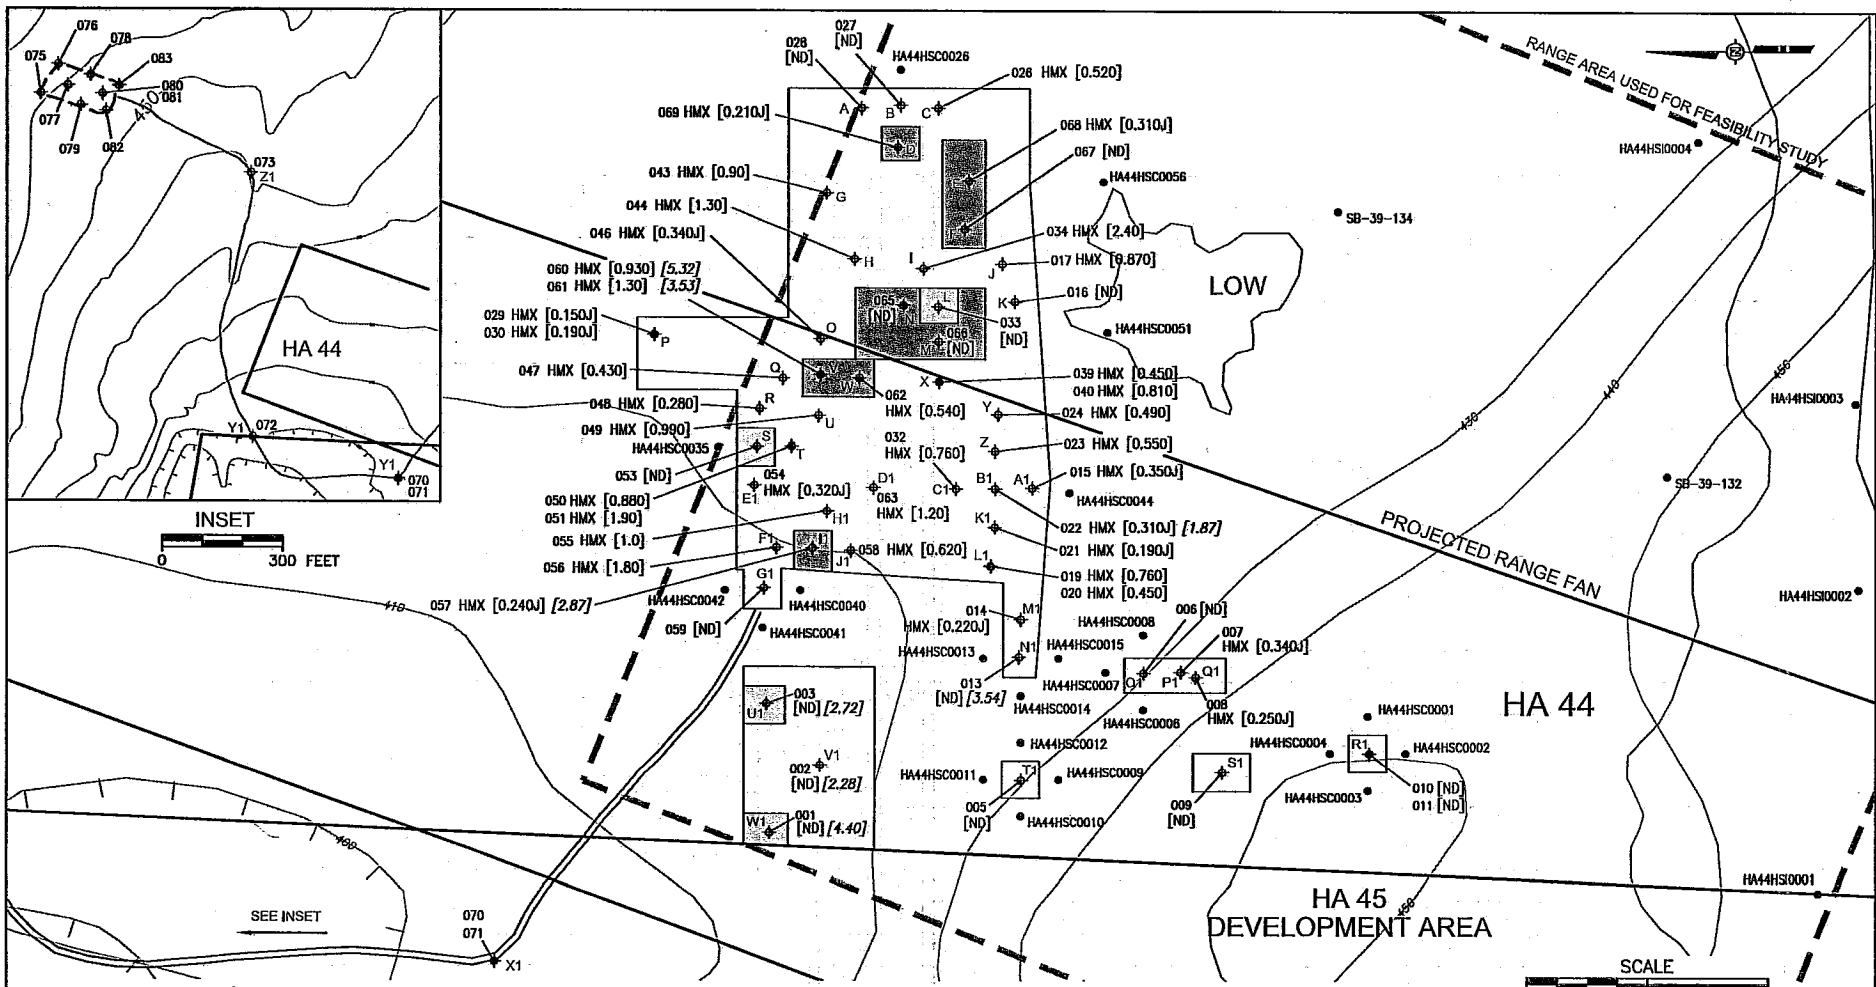 076
078
075
083
080
081
450
077
079
082
073
Z1
HA 44
Y1
072
Y1
070
071
INSET
0 300 FEET
027
[ND]
028
[ND]
HA44HSC0026
026 HMX [0.520]
A
B
C
069 HMX [0.210J]
D
068 HMX [0.310J]
067 [ND]
043 HMX [0.90]
G
HA44HSC0056
044 HMX [1.30]
034 HMX [2.40]
046 HMX [0.340J]
H
I
J
017 HMX [0.870]
060 HMX [0.930] [5.32]
061 HMX [1.30] [3.53]
065
[ND]
N
L
K
016 [ND]
LOW
029 HMX [0.150J]
030 HMX [0.190J]
P
O
M
066
[ND]
033
[ND]
HA44HSC0051
047 HMX [0.430]
Q
V
W
X
039 HMX [0.450]
040 HMX [0.810]
048 HMX [0.280]
R
U
062
HMX [0.540]
Y
024 HMX [0.490]
049 HMX [0.990]
HA44HSC0035
S
T
032
HMX [0.760]
Z
023 HMX [0.550]
053 [ND]
054
HMX [0.320J]
E1
D1
063
HMX [1.20]
C1
B1
A1
015 HMX [0.350J]
HA44HSC0044
050 HMX [0.880]
051 HMX [1.90]
H1
K1
022 HMX [0.310J] [1.87]
055 HMX [1.0]
021 HMX [0.190J]
F1
J1
058 HMX [0.620]
L1
056 HMX [1.80]
019 HMX [0.760]
020 HMX [0.450]
057 HMX [0.240J] [2.87]
G1
HA44HSC0042
HA44HSC0040
059 [ND]
HA44HSC0041
014
HMX [0.220J]
M1
006 [ND]
HA44HSC0008
007
HMX [0.340J]
HA44HSC0013
N1
HA44HSC0015
013
[ND] [3.54]
HA44HSC0007
O1
P1
Q1
HA44HSC0014
HA44HSC0006
008
HMX [0.250J]
003
[ND] [2.72]
U1
V1
002
[ND] [2.28]
W1
001
[ND] [4.40]
HA44HSC0012
HA44HSC0011
T1
HA44HSC0009
005
[ND]
HA44HSC0010
S1
009
[ND]
HA44HSC0001
HA44HSC0004
R1
HA44HSC0002
HA44HSC0003
010 [ND]
011 [ND]
HA 44
RANGE AREA USED FOR FEASIBILITY STUDY
HA44HSI0004
SB-39-134
HA44HSI0003
SB-39-132
HA44HSI0002
HA44HSI0001
PROJECTED RANGE FAN
430
440
450
410
400
450
HA 45
DEVELOPMENT AREA
SEE INSET
070
071
X1
SCALE